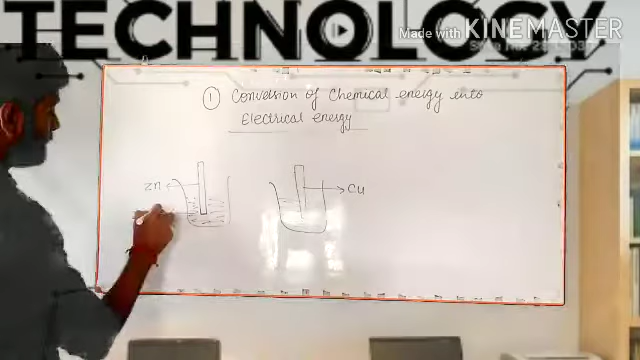 TECHNOLOGY
Made with KINEMASTER
① Conversion of Chemical energy into
Electrical energy
Zn
Cu